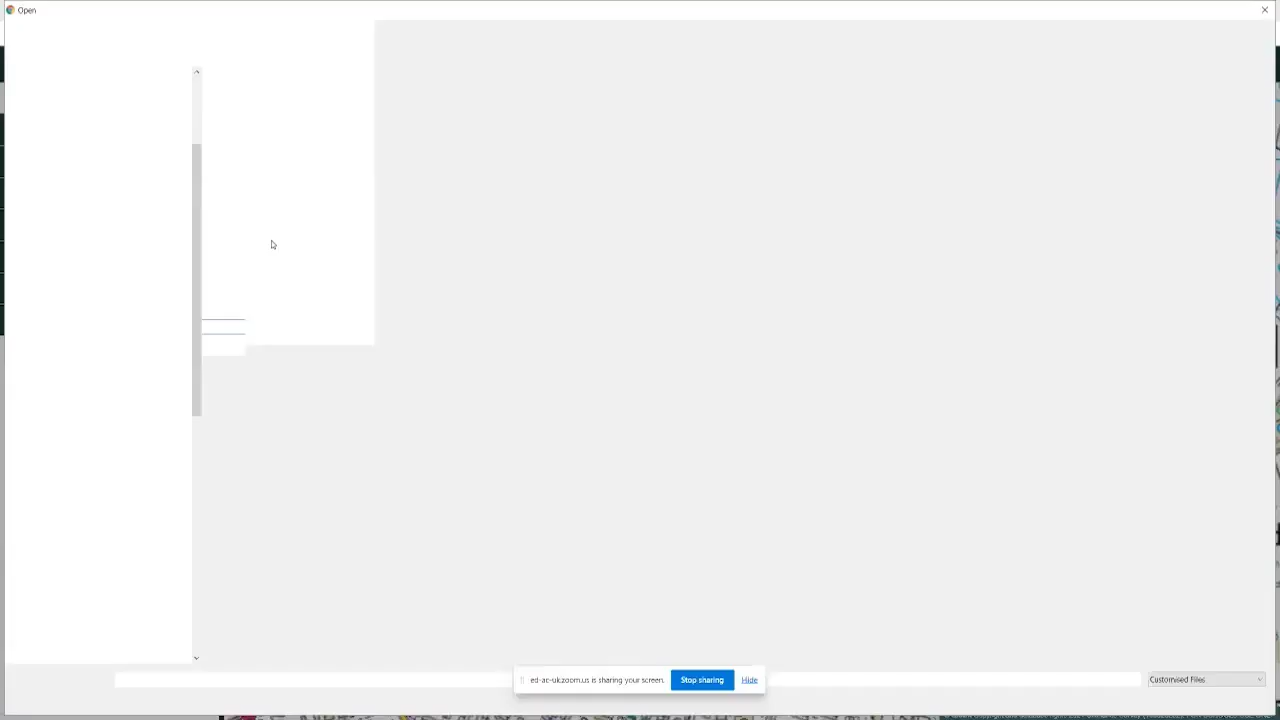 Open
ed-ac-uk.zoom.us is sharing your screen.
Stop sharing
Hide
Customised Files